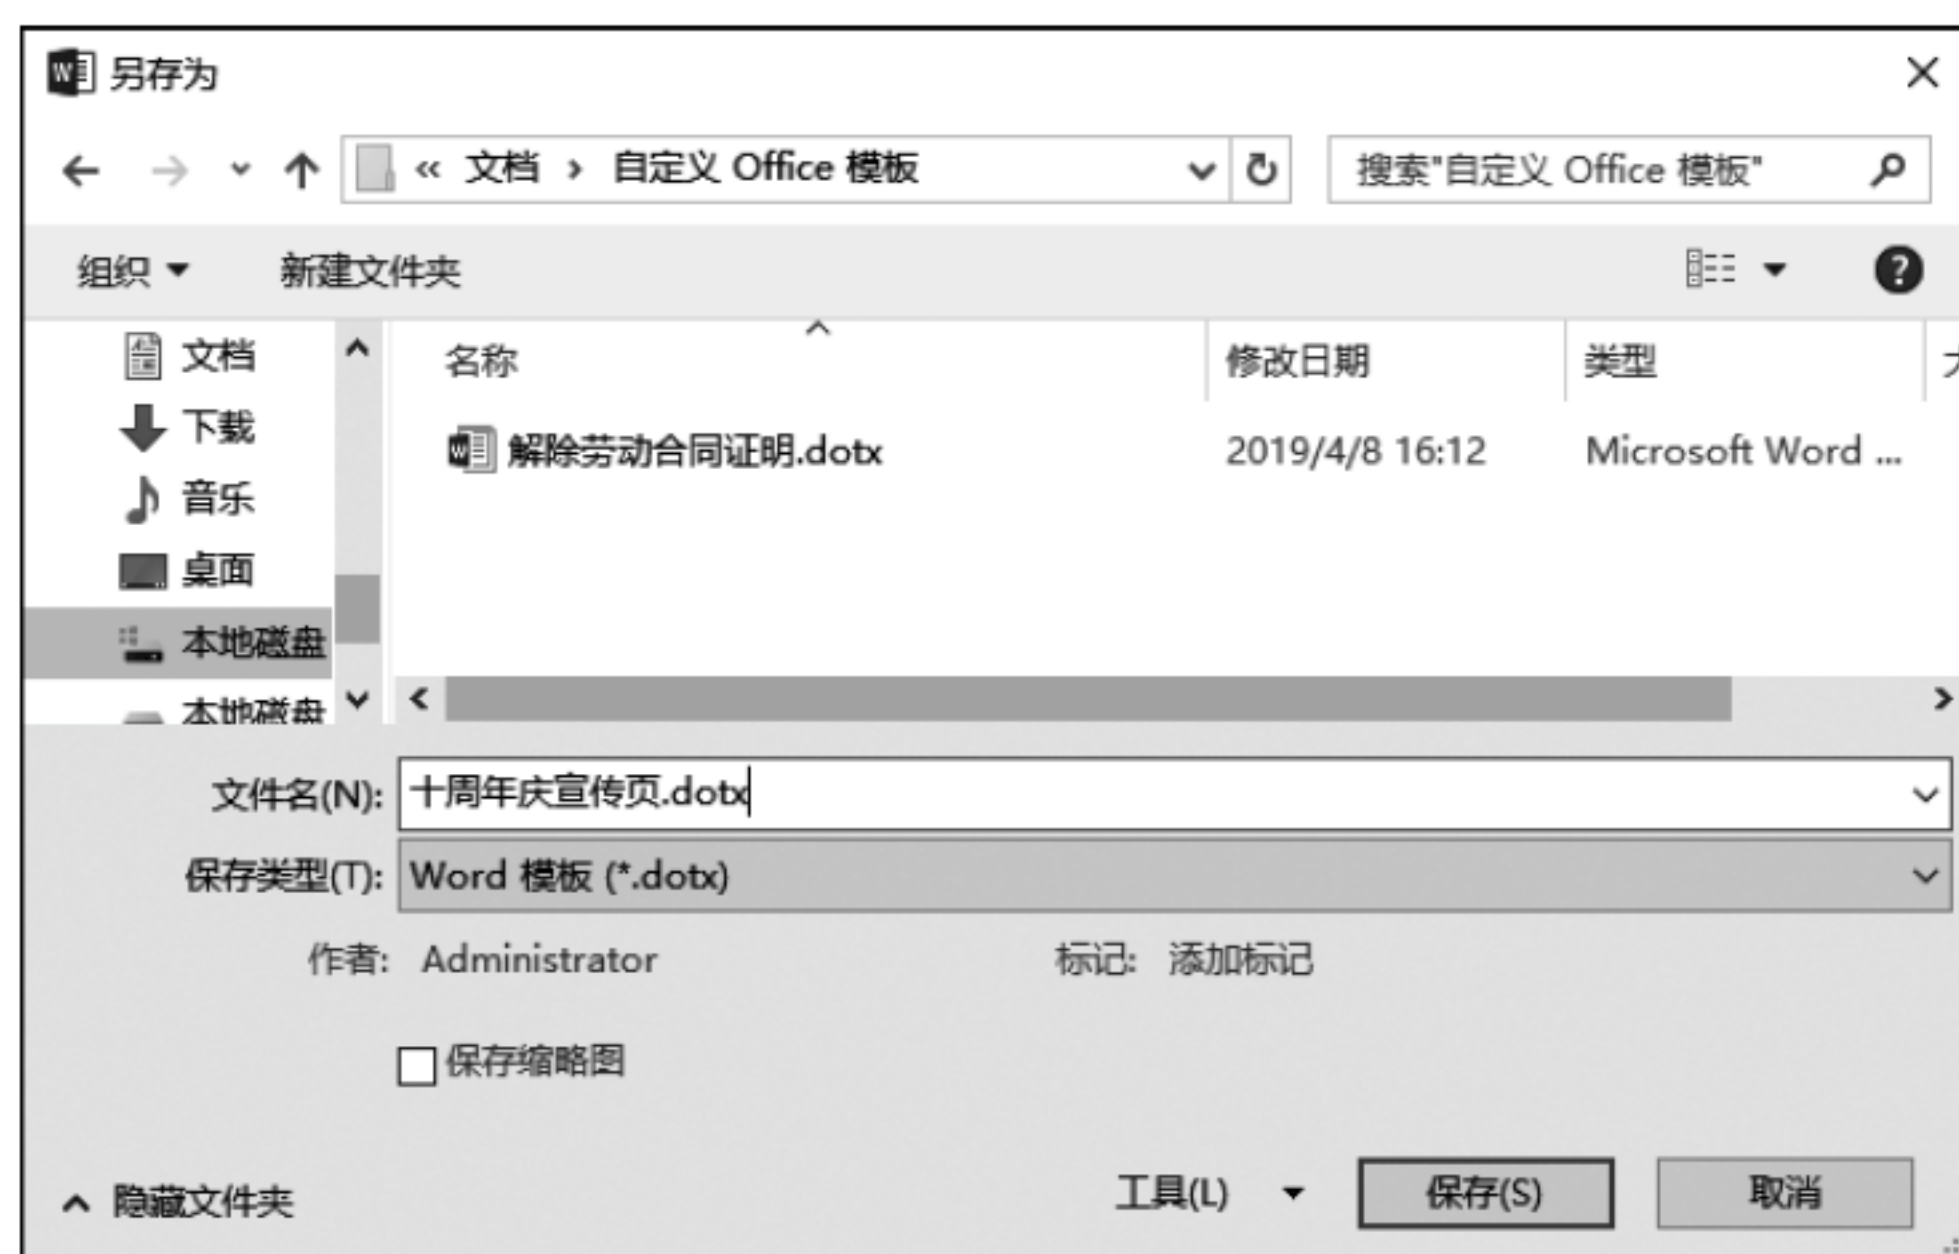 另存为
« 文档 › 自定义 Office 模板
搜索"自定义 Office 模板"
组织 新建文件夹
文档
下载
音乐
桌面
本地磁盘
本地磁盘
名称 修改日期 类型
解除劳动合同证明.dotx 2019/4/8 16:12 Microsoft Word ...
文件名(N): 十周年庆宣传页.dotx
保存类型(T): Word 模板 (*.dotx)
作者: Administrator 标记: 添加标记
保存缩略图
隐藏文件夹 工具(L) 保存(S) 取消